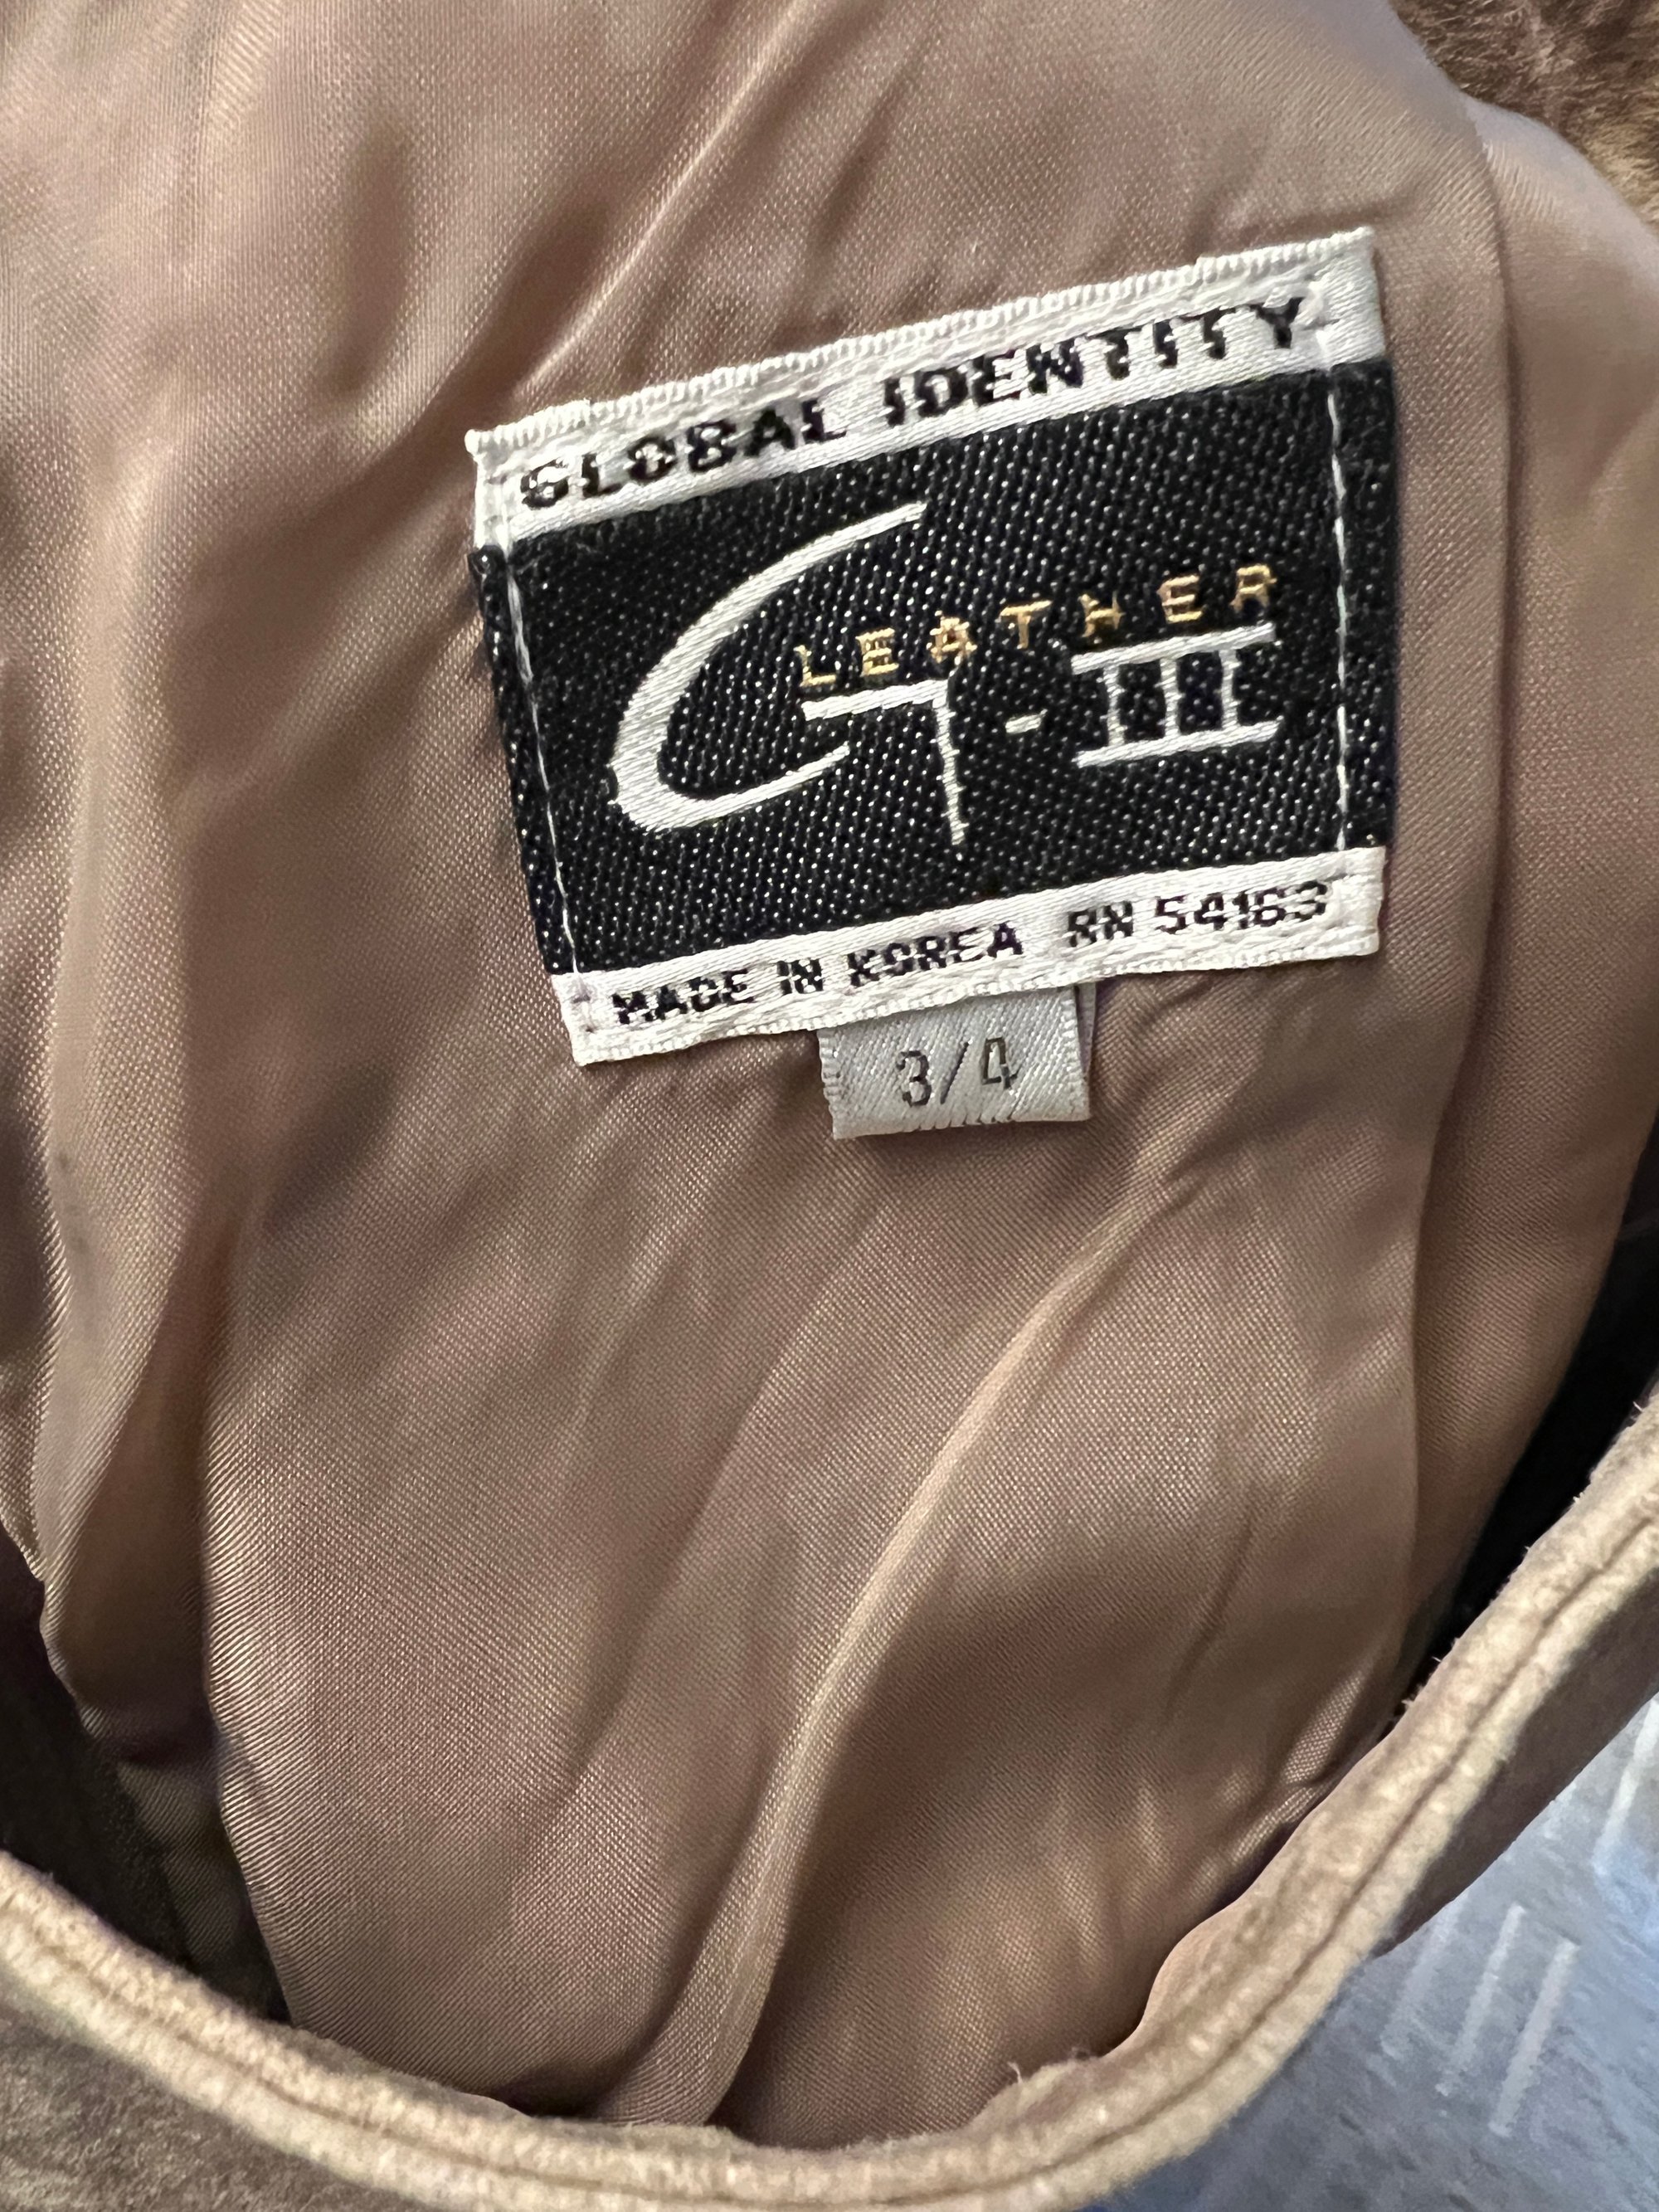 GLOBAL IDENTITY
LEATHER
G-III
MADE IN KOREA RN 54163
3/4